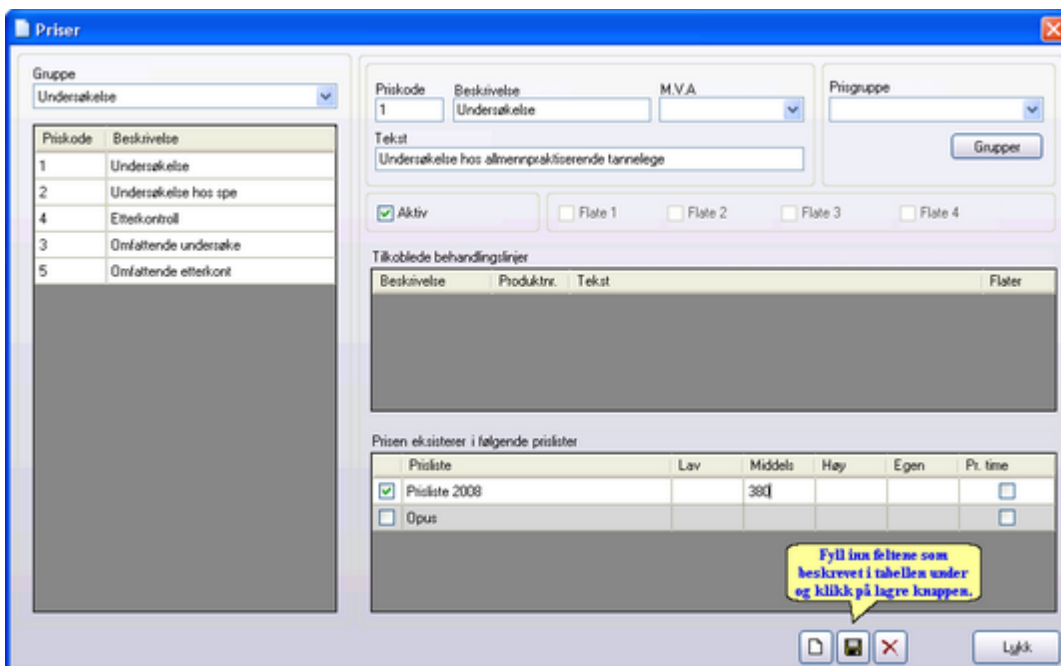 Priser
Gruppe
Undersøkelse
Priskode Beskrivelse
1 Undersøkelse
2 Undersøkelse hos spe
4 Etterkontroll
3 Omfattende undersøke
5 Omfattende etterkont
Priskode Beskrivelse M.V.A
1 Undersøkelse
Tekst
Undersøkelse hos allmennpraktiserende tannelege
Prisgruppe
Grupper
Aktiv Flate 1 Flate 2 Flate 3 Flate 4
Tilkoblede behandlingslinjer
Beskrivelse Produktnr. Tekst Flater
Prisen eksisterer i følgende prislister
Prisliste Lav Middels Høy Egen Pr. time
Prisliste 2008 380
Opus
Fyll inn feltene som
beskrevet i tabellen under
og klikk på lagre knappen.
Lukk